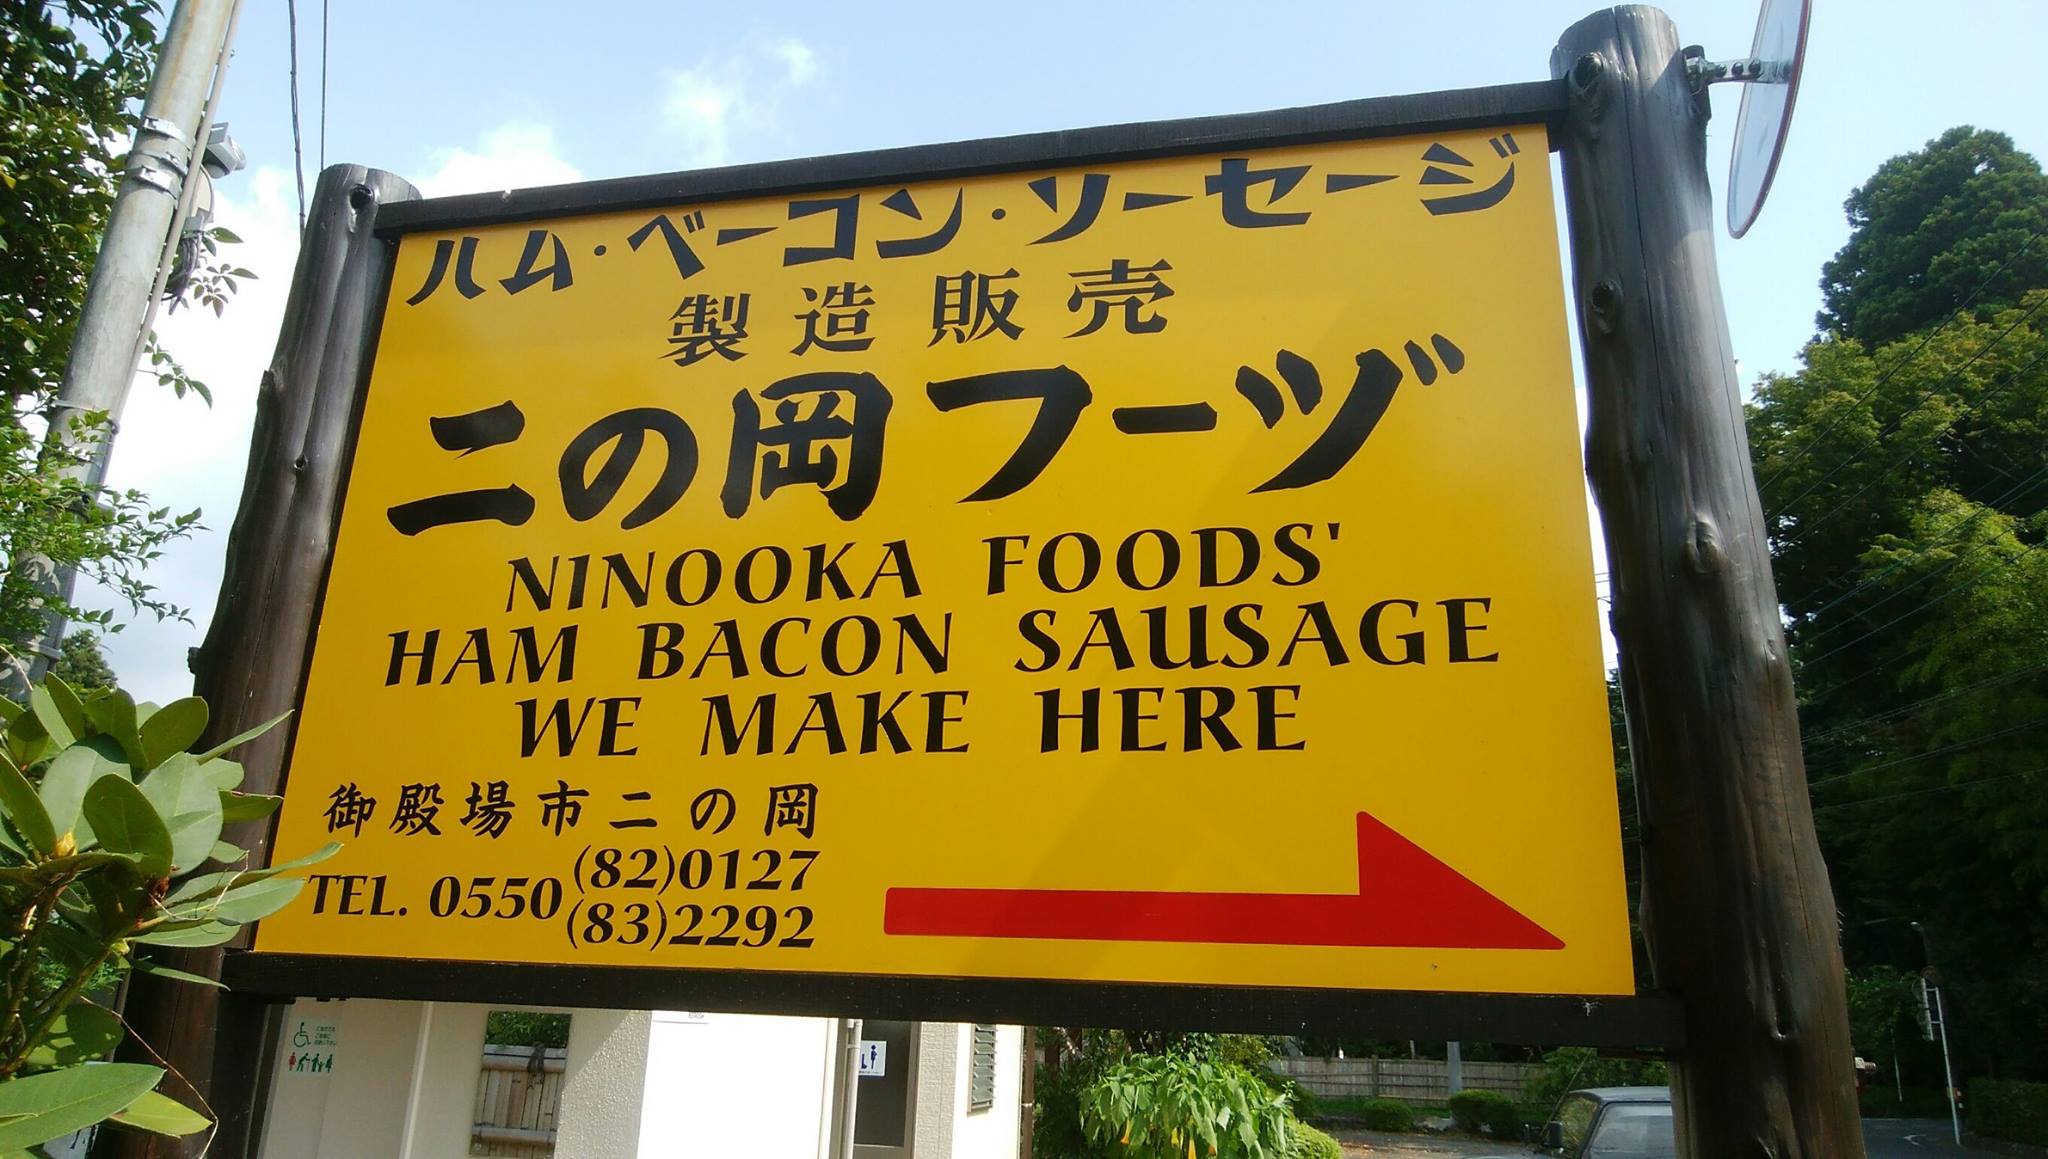 ハム・ベーコン・ソーセージ
製造販売
二の岡フーヅ
NINOOKA FOODS'
HAM BACON SAUSAGE
WE MAKE HERE
御殿場市二の岡
TEL. 0550 (82)0127
(83)2292